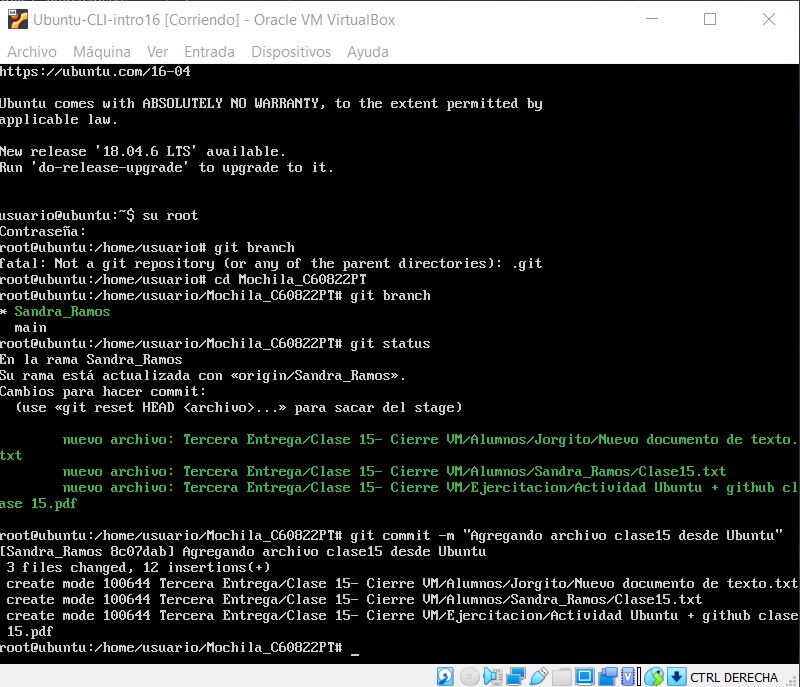 Ubuntu-CLI-intro16 [Corriendo] - Oracle VM VirtualBox
Archivo Máquina Ver Entrada Dispositivos Ayuda
https://ubuntu.com/16-04
Ubuntu comes with ABSOLUTELY NO WARRANTY, to the extent permitted by
applicable law.
New release '18.04.6 LTS' available.
Run 'do-release-upgrade' to upgrade to it.
usuario@ubuntu:~$ su root
Contraseña:
root@ubuntu:/home/usuario# git branch
fatal: Not a git repository (or any of the parent directories): .git
root@ubuntu:/home/usuario# cd Mochila_C60822PT
root@ubuntu:/home/usuario/Mochila_C60822PT# git branch
* Sandra_Ramos
main
root@ubuntu:/home/usuario/Mochila_C60822PT# git status
En la rama Sandra_Ramos
Su rama está actualizada con «origin/Sandra_Ramos».
Cambios para hacer commit:
(use «git reset HEAD <archivo>...» para sacar del stage)
nuevo archivo: Tercera Entrega/Clase 15- Cierre VM/Alumnos/Jorgito/Nuevo documento de texto.
txt
nuevo archivo: Tercera Entrega/Clase 15- Cierre VM/Alumnos/Sandra_Ramos/Clase15.txt
nuevo archivo: Tercera Entrega/Clase 15- Cierre VM/Ejercitacion/Actividad Ubuntu + github cl
ase 15.pdf
root@ubuntu:/home/usuario/Mochila_C60822PT# git commit -m "Agregando archivo clase15 desde Ubuntu"
[Sandra_Ramos 8c07dab] Agregando archivo clase15 desde Ubuntu
3 files changed, 12 insertions(+)
create mode 100644 Tercera Entrega/Clase 15- Cierre VM/Alumnos/Jorgito/Nuevo documento de texto.txt
create mode 100644 Tercera Entrega/Clase 15- Cierre VM/Alumnos/Sandra_Ramos/Clase15.txt
create mode 100644 Tercera Entrega/Clase 15- Cierre VM/Ejercitacion/Actividad Ubuntu + github clase
15.pdf
root@ubuntu:/home/usuario/Mochila_C60822PT# _
CTRL DERECHA